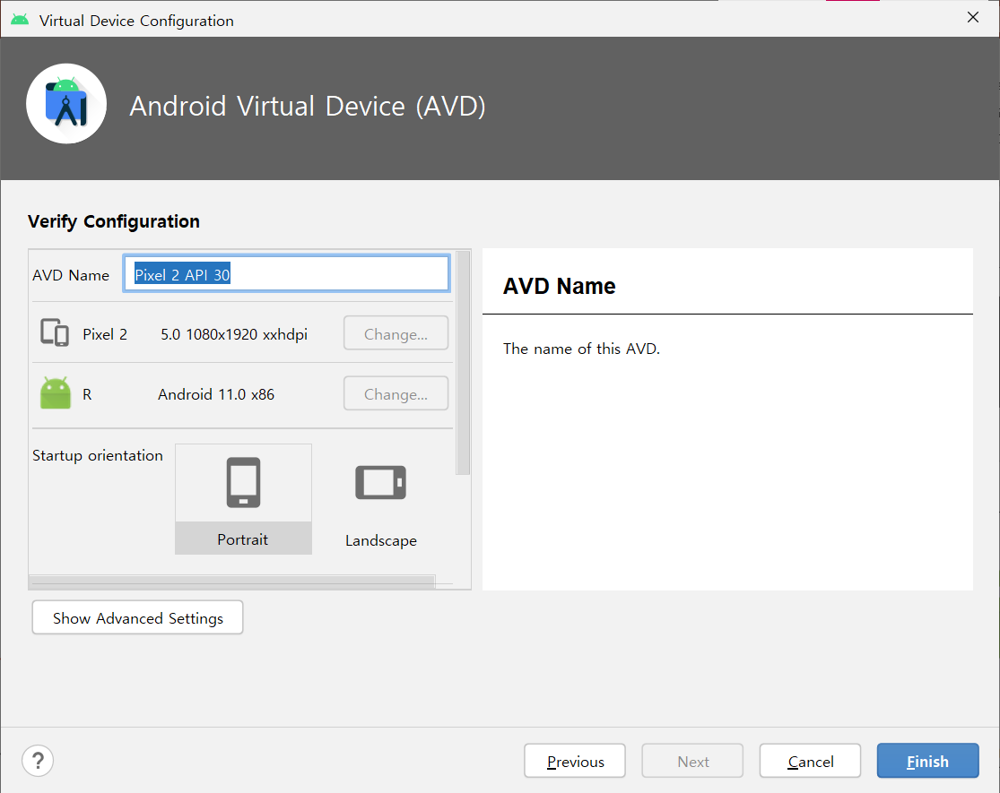 Virtual Device Configuration
Android Virtual Device (AVD)
Verify Configuration
AVD Name Pixel 2 API 30
Pixel 2 5.0 1080x1920 xxhdpi Change...
R Android 11.0 x86 Change...
Startup orientation
Portrait Landscape
Show Advanced Settings
AVD Name
The name of this AVD.
?
Previous Next Cancel Finish